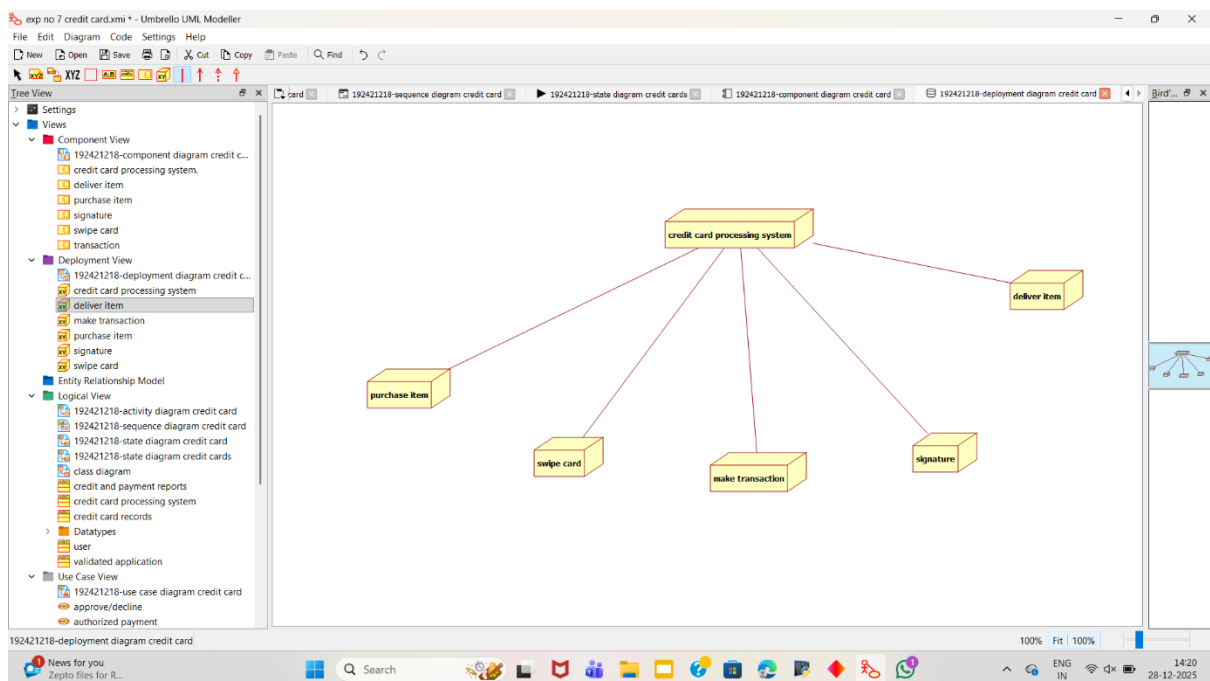 exp no 7 credit card.xmi * - Umbrello UML Modeller
File Edit Diagram Code Settings Help
New Open Save Cut Copy Paste Find
XYZ
Tree View
card 192421218-sequence diagram credit card 192421218-state diagram credit cards 192421218-component diagram credit card 192421218-deployment diagram credit card
Bird'...
Settings
Views
Component View
192421218-component diagram credit c...
credit card processing system.
deliver item
purchase item
signature
swipe card
transaction
Deployment View
192421218-deployment diagram credit c...
credit card processing system
deliver item
make transaction
purchase item
signature
swipe card
Entity Relationship Model
Logical View
192421218-activity diagram credit card
192421218-sequence diagram credit card
192421218-state diagram credit card
192421218-state diagram credit cards
class diagram
credit and payment reports
credit card processing system
credit card records
Datatypes
user
validated application
Use Case View
192421218-use case diagram credit card
approve/decline
authorized payment
credit card processing system
deliver item
purchase item
swipe card
make transaction
signature
192421218-deployment diagram credit card
100% Fit 100%
1
News for you
Zepto files for R...
Search
1
ENG
IN
14:20
28-12-2025